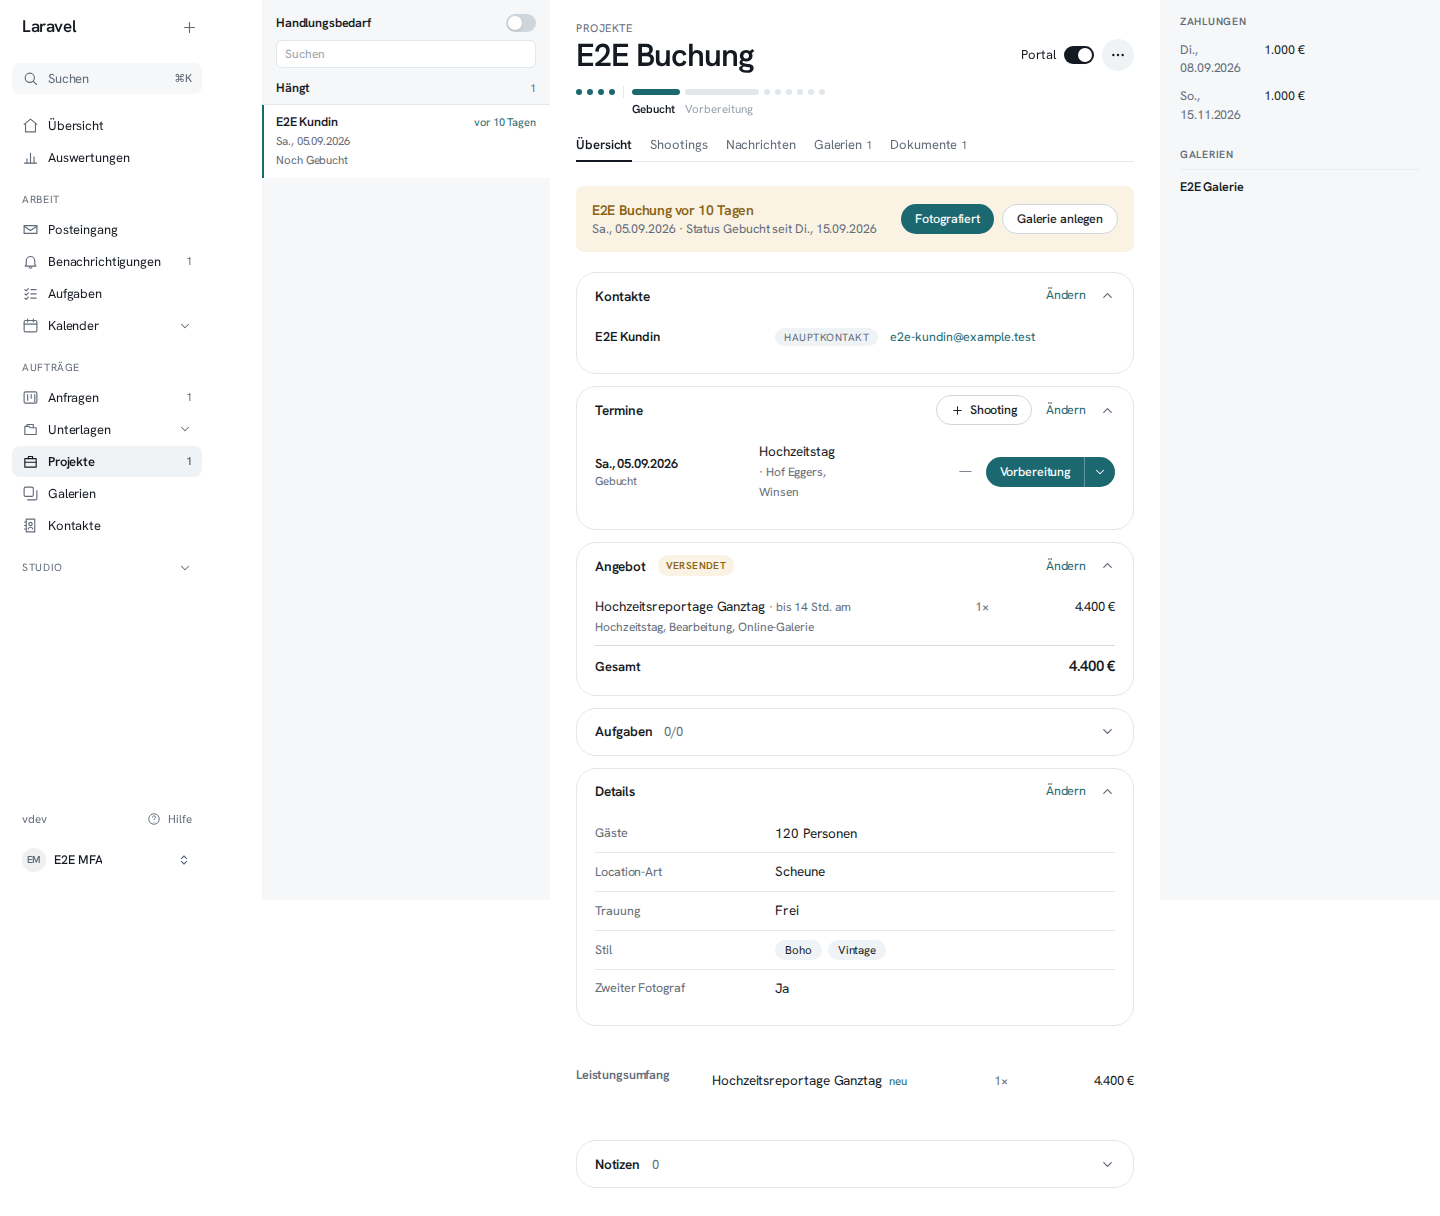 Laravel
Suchen ⌘K
Übersicht
Auswertungen
ARBEIT
Posteingang
Benachrichtigungen 1
Aufgaben
Kalender
AUFTRÄGE
Anfragen 1
Unterlagen
Projekte 1
Galerien
Kontakte
STUDIO
vdev Hilfe
EM E2E MFA
Handlungsbedarf
Suchen
Hängt 1
E2E Kundin vor 10 Tagen
Sa., 05.09.2026
Noch Gebucht
PROJEKTE
E2E Buchung
Portal
Gebucht Vorbereitung
Übersicht Shootings Nachrichten Galerien 1 Dokumente 1
E2E Buchung vor 10 Tagen
Sa., 05.09.2026 · Status Gebucht seit Di., 15.09.2026
Fotografiert Galerie anlegen
Kontakte Ändern
E2E Kundin HAUPTKONTAKT e2e-kundin@example.test
Termine + Shooting Ändern
Sa., 05.09.2026
Gebucht
Hochzeitstag
· Hof Eggers,
Winsen
— Vorbereitung
Angebot VERSENDET Ändern
Hochzeitsreportage Ganztag · bis 14 Std. am 1× 4.400 €
Hochzeitstag, Bearbeitung, Online-Galerie
Gesamt 4.400 €
Aufgaben 0/0
Details Ändern
Gäste 120 Personen
Location-Art Scheune
Trauung Frei
Stil Boho Vintage
Zweiter Fotograf Ja
Leistungsumfang Hochzeitsreportage Ganztag neu 1× 4.400 €
Notizen 0
ZAHLUNGEN
Di., 1.000 €
08.09.2026
So., 1.000 €
15.11.2026
GALERIEN
E2E Galerie